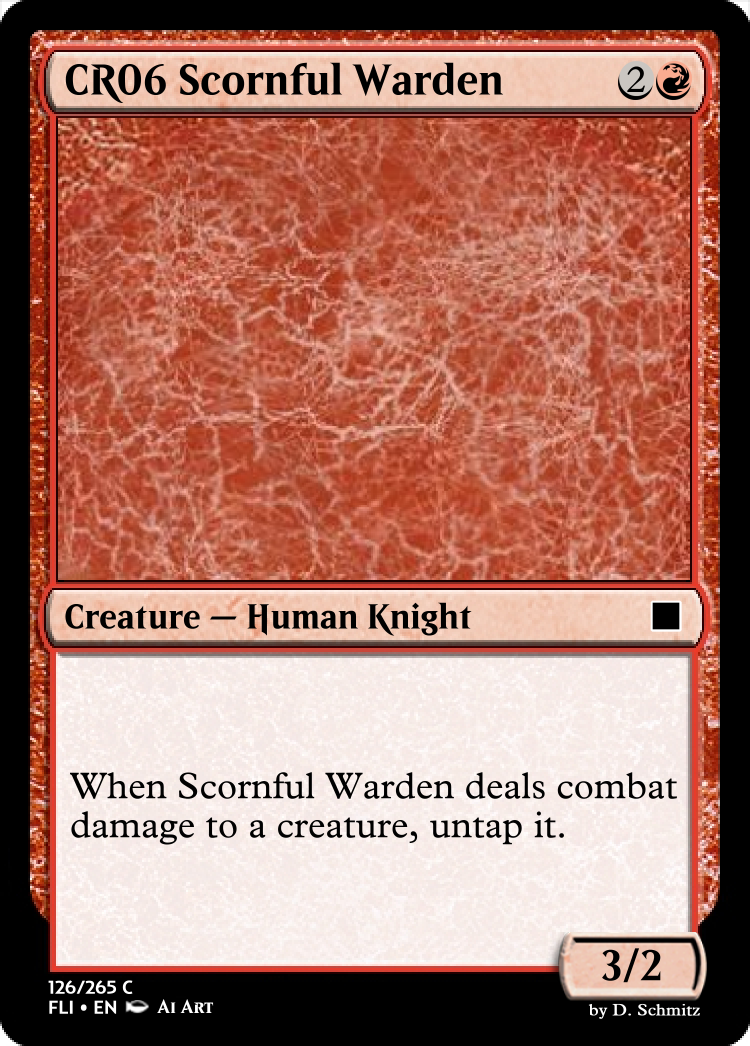 CR06 Scornful Warden 2
Creature — Human Knight
When Scornful Warden deals combat
damage to a creature, untap it.
3/2
126/265 C
FLI • EN AI ART
by D. Schmitz